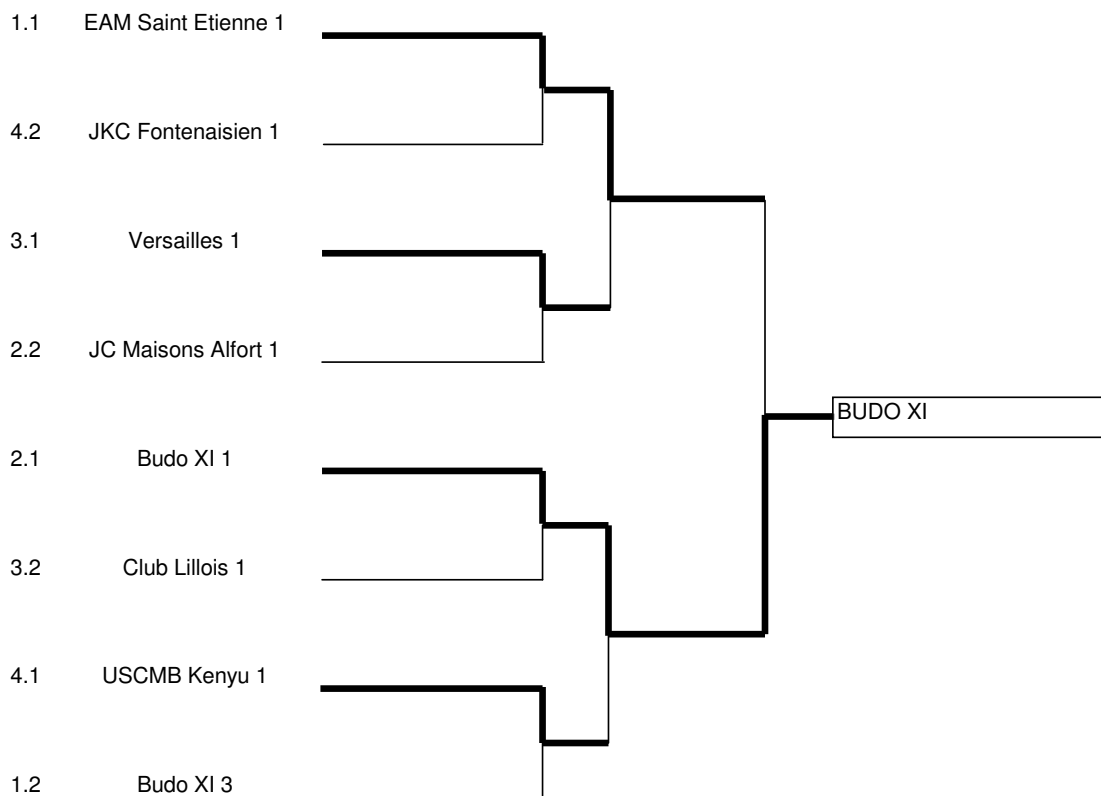 1.1 EAM Saint Etienne 1
4.2 JKC Fontenaisien 1
3.1 Versailles 1
2.2 JC Maisons Alfort 1
BUDO XI
2.1 Budo XI 1
3.2 Club Lillois 1
4.1 USCMB Kenyu 1
1.2 Budo XI 3